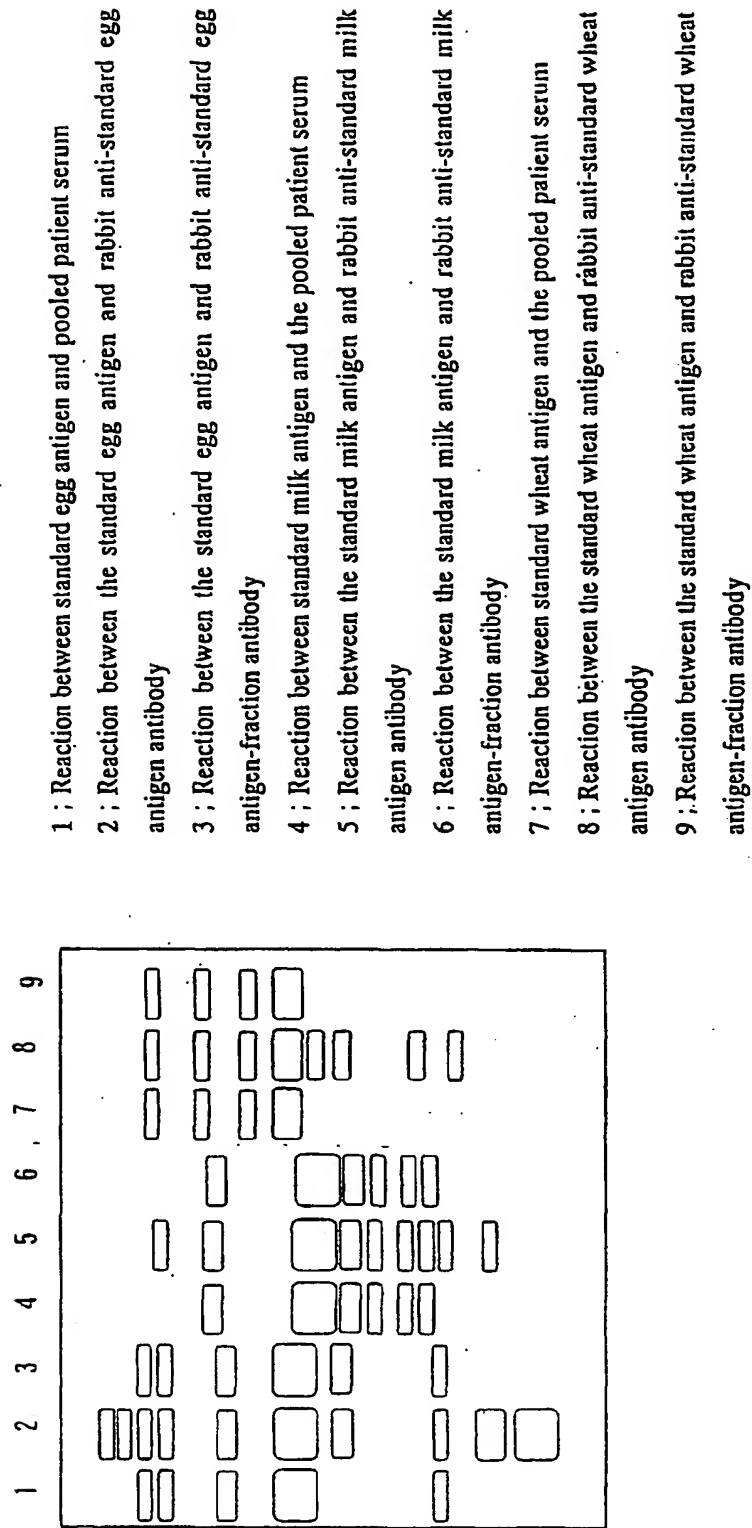 1 ; Reaction between standard egg antigen and pooled patient serum
2 ; Reaction between the standard egg antigen and rabbit anti-standard egg
antigen antibody
3 ; Reaction between the standard egg antigen and rabbit anti-standard egg
antigen-fraction antibody
4 ; Reaction between standard milk antigen and the pooled patient serum
5 ; Reaction between the standard milk antigen and rabbit anti-standard milk
antigen antibody
6 ; Reaction between the standard milk antigen and rabbit anti-standard milk
antigen-fraction antibody
7 ; Reaction between standard wheat antigen and the pooled patient serum
8 ; Reaction between the standard wheat antigen and rabbit anti-standard wheat
antigen antibody
9 ; Reaction between the standard wheat antigen and rabbit anti-standard wheat
antigen-fraction antibody
1 2 3 4 5 6 7 8 9